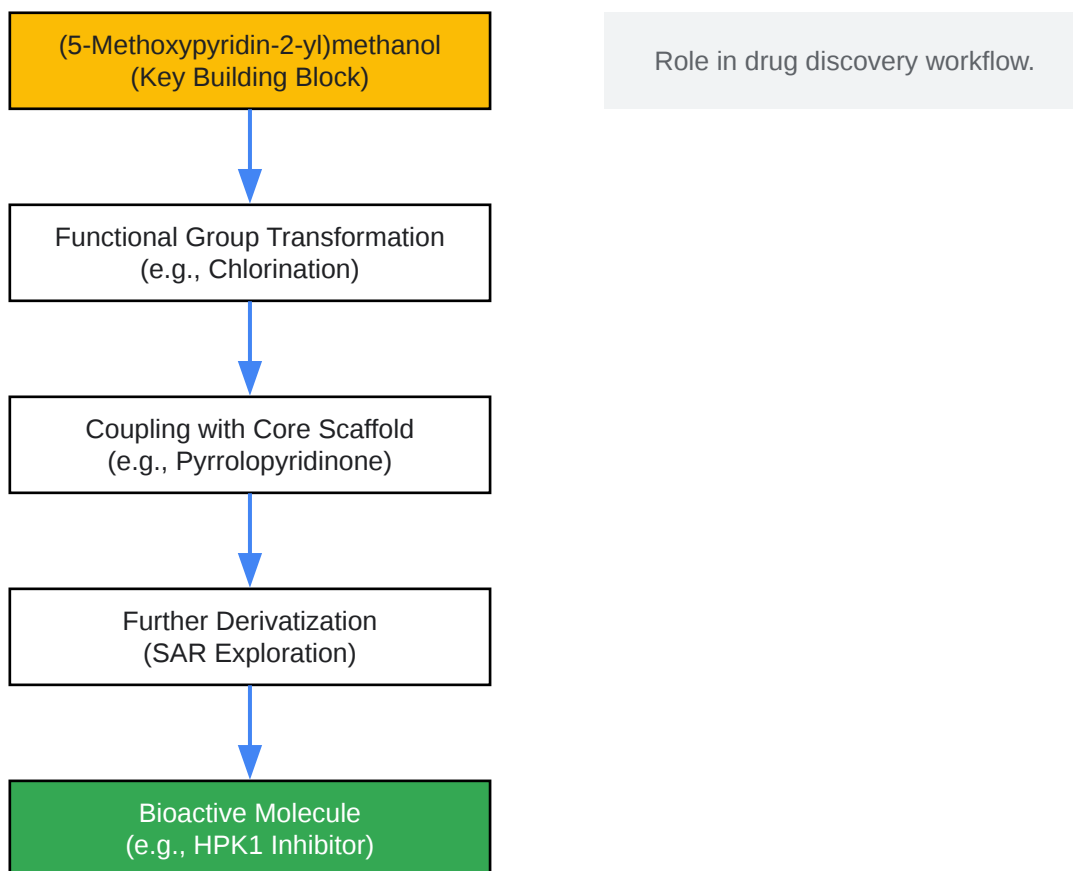 (5-Methoxypyridin-2-yl)methanol
(Key Building Block)
Role in drug discovery workflow.
Functional Group Transformation
(e.g., Chlorination)
Coupling with Core Scaffold
(e.g., Pyrrolopyridinone)
Further Derivatization
(SAR Exploration)
Bioactive Molecule
(e.g., HPK1 Inhibitor)